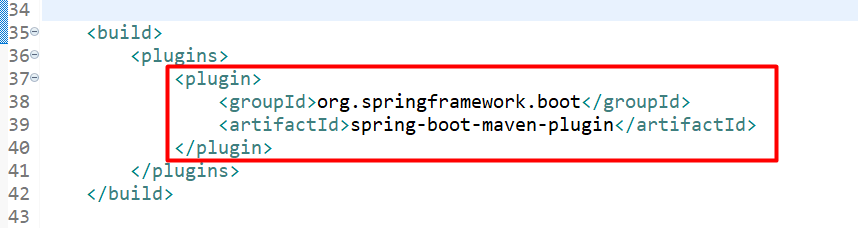 34
35 <build>
36 <plugins>
37 <plugin>
38 <groupId>org.springframework.boot</groupId>
39 <artifactId>spring-boot-maven-plugin</artifactId>
40 </plugin>
41 </plugins>
42 </build>
43